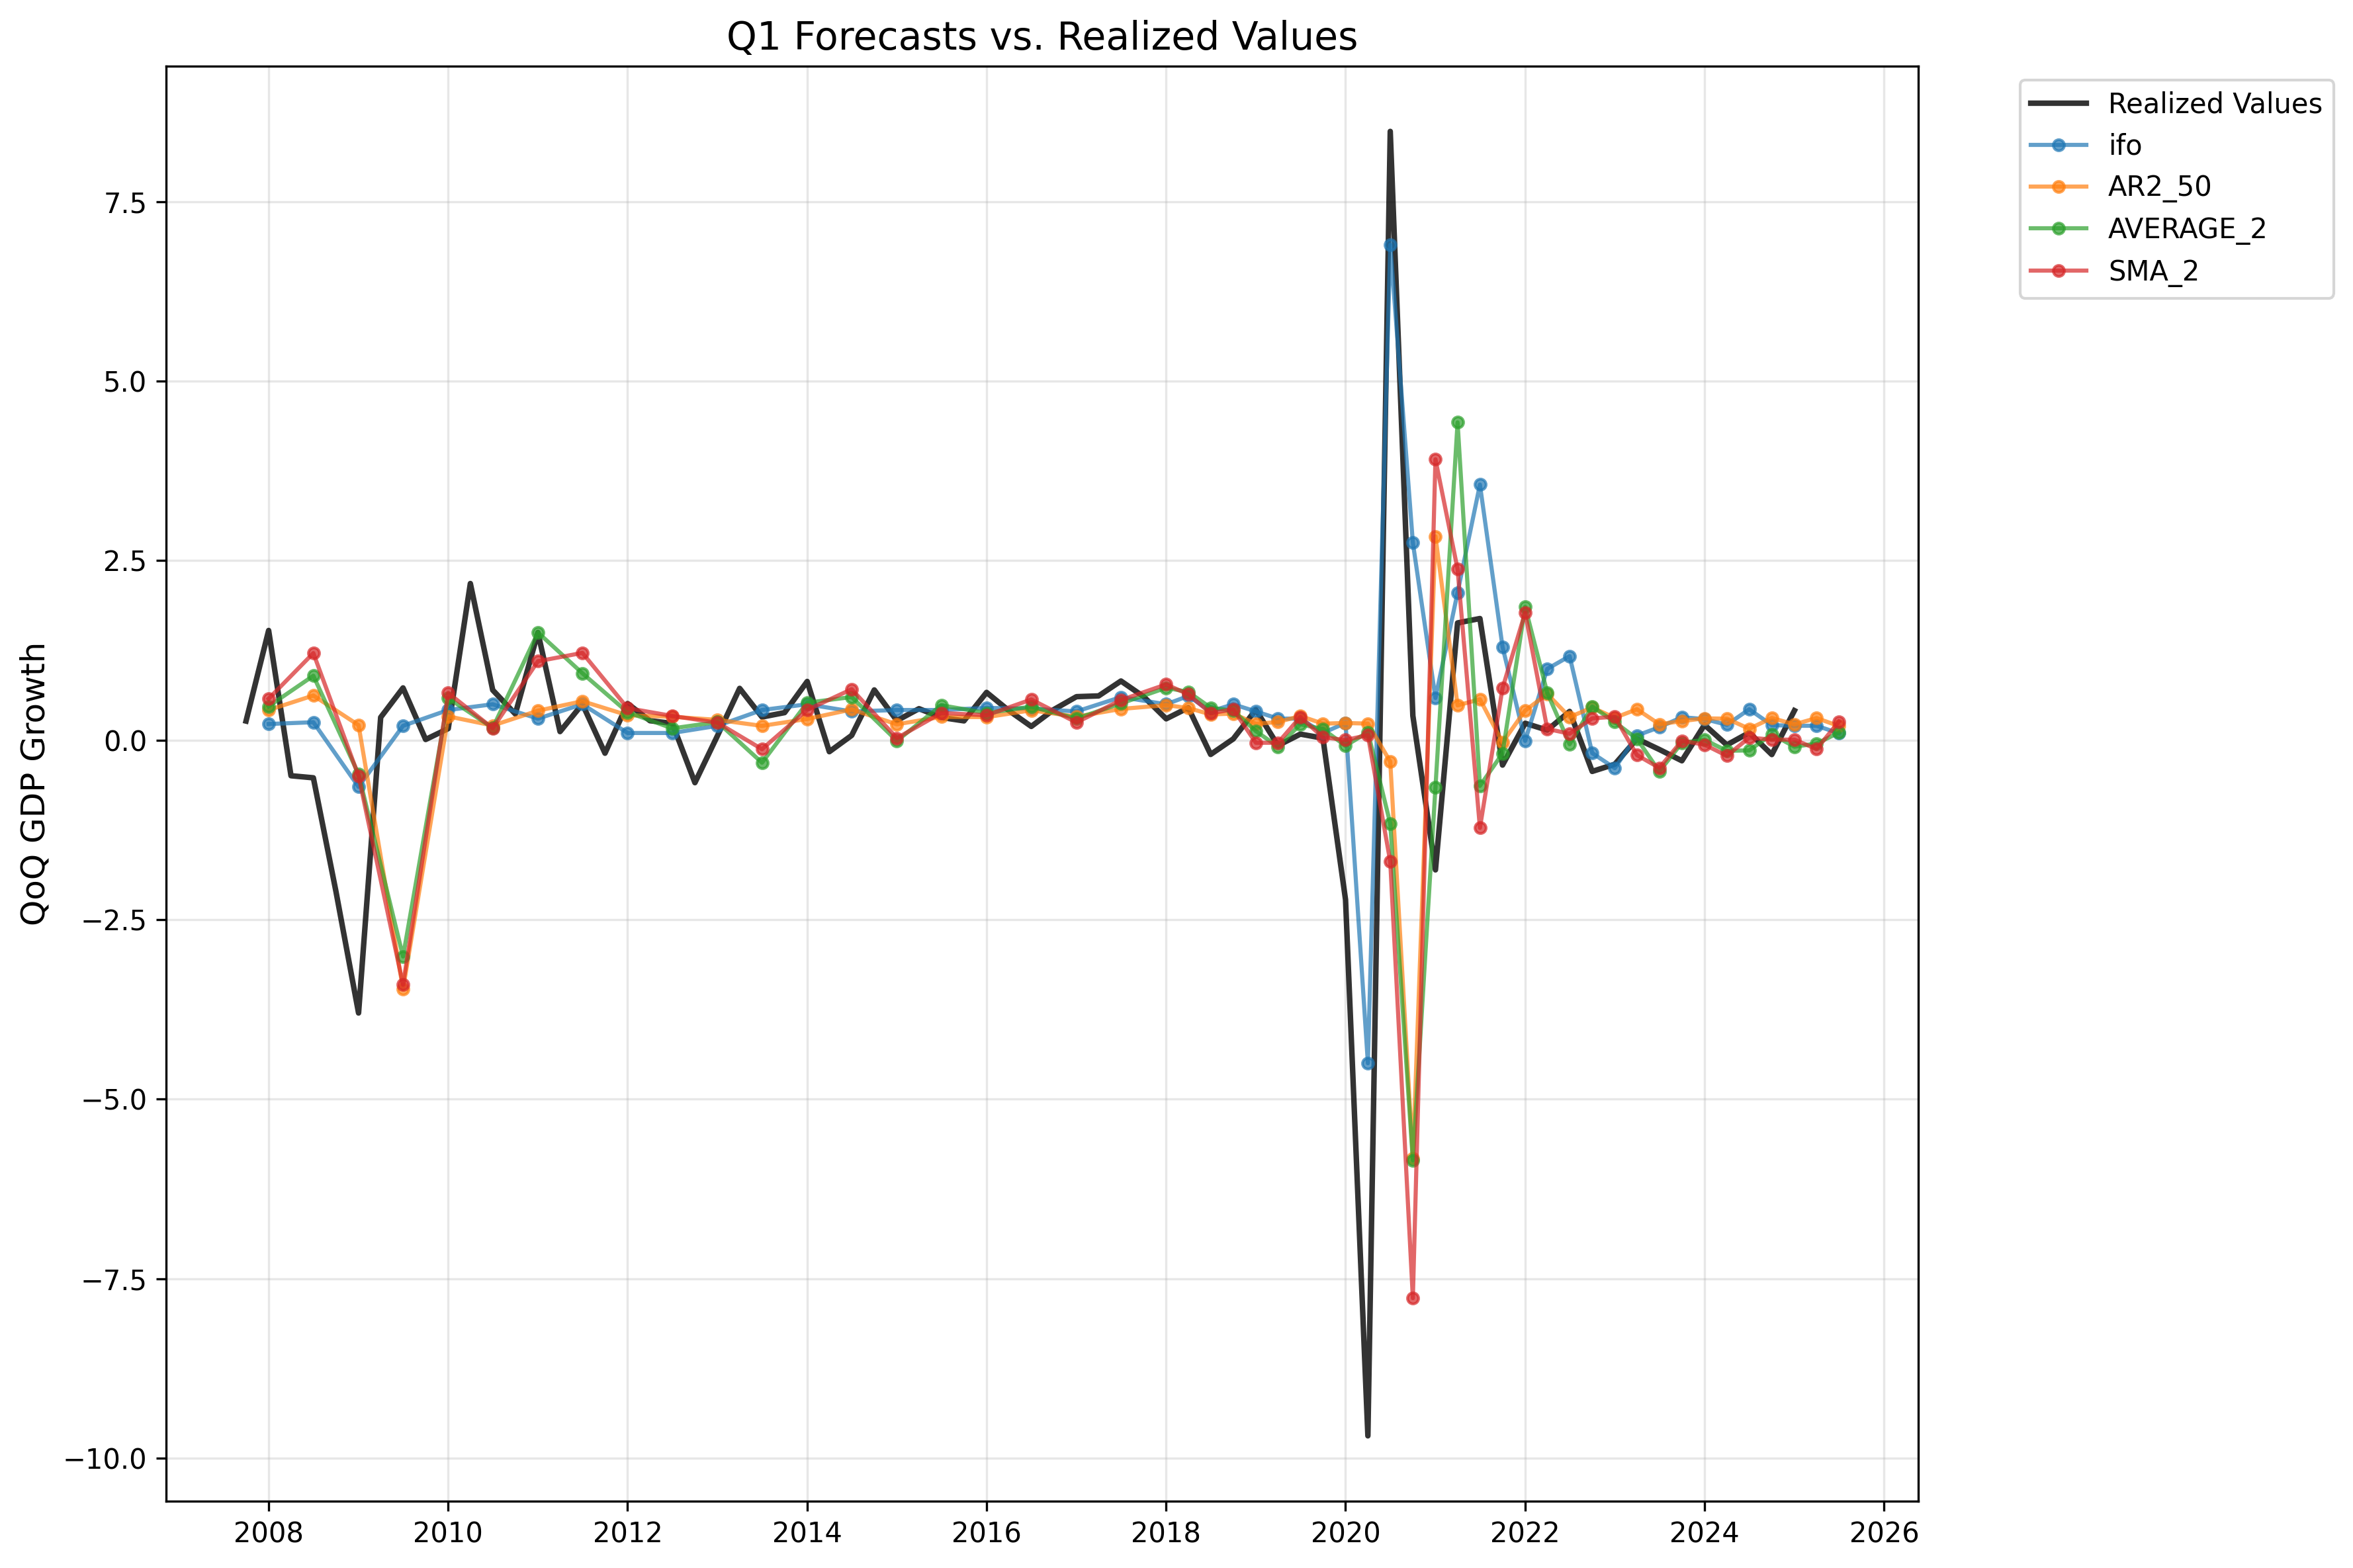 Q1 Forecasts vs. Realized Values
Realized Values
ifo
AR2_50
AVERAGE_2
SMA_2
QoQ GDP Growth
7.5
5.0
2.5
0.0
−2.5
−5.0
−7.5
−10.0
2008 2010 2012 2014 2016 2018 2020 2022 2024 2026